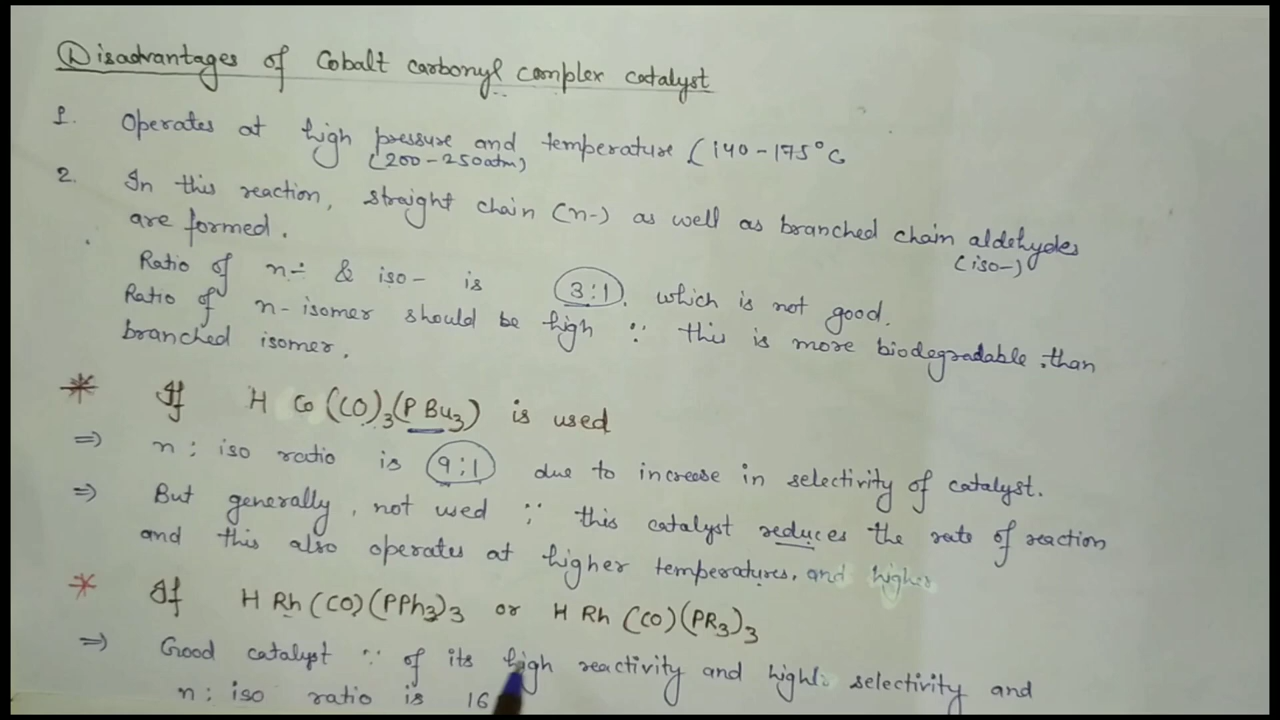 Disadvantages of Cobalt carbonyl complex catalyst
1. Operates at high pressure and temperature (140-175°C
(200-250atm)
2. In this reaction, straight chain (n-) as well as branched chain aldehydes
(iso-)
are formed.
Ratio of n- & iso- is 3:1. which is not good.
Ratio of n-isomer should be high ∵ this is more biodegradable than
branched isomer.
* If H Co(CO)₃(PBu₃) is used
⇒ n : iso ratio is 9:1 due to increase in selectivity of catalyst.
⇒ But generally, not used ∵ this catalyst reduces the rate of reaction
and this also operates at higher temperatures. and higher
* If H Rh(CO)(PPh₃)₃ or H Rh(CO)(PR₃)₃
⇒ Good catalyst ∵ of its high reactivity and high selectivity and
n : iso ratio is 16